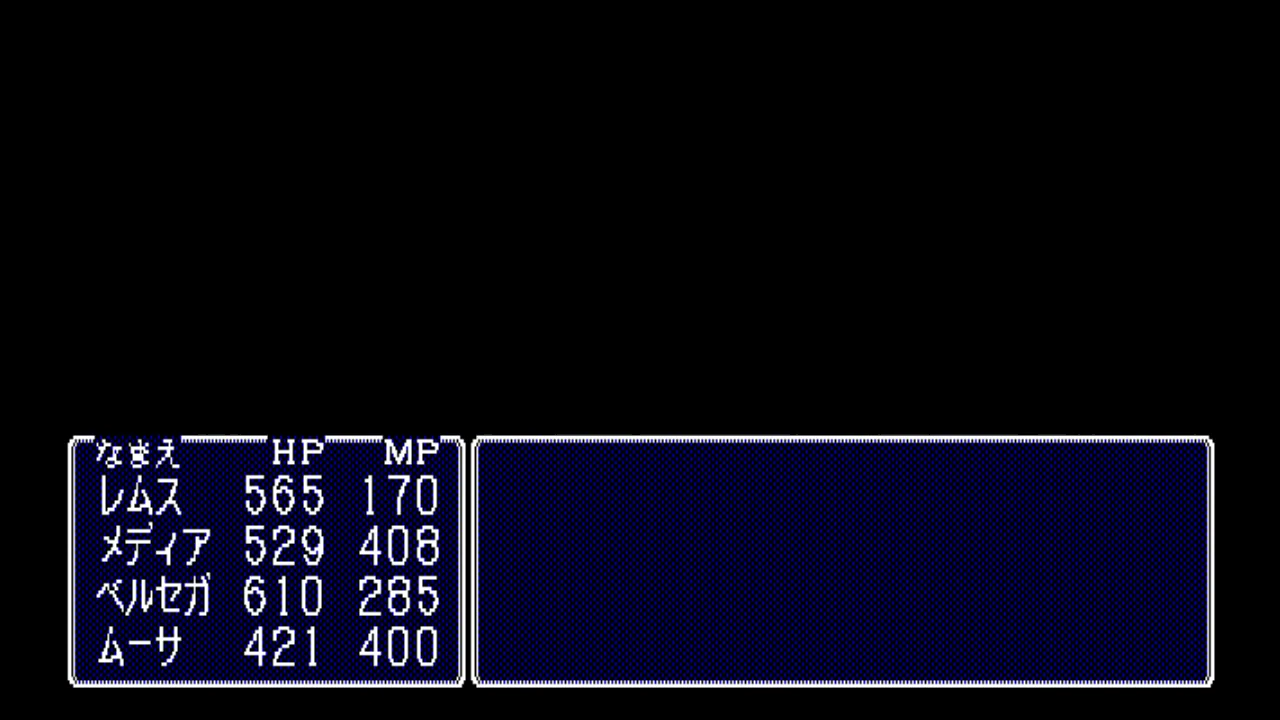 なまえ HP MP
レムス 565 170
メディア 529 408
ベルセガ 610 285
ムーサ 421 400